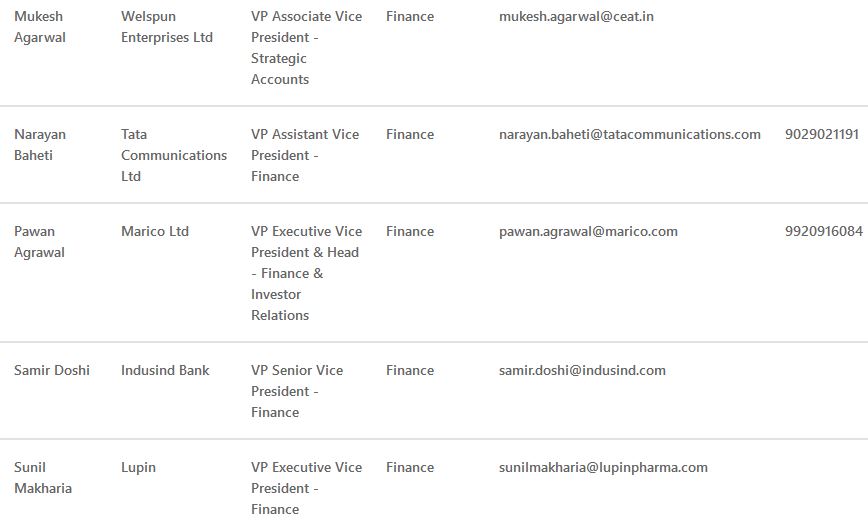 Mukesh Welspun VP Associate Vice Finance mukesh.agarwal@ceat.in
Agarwal Enterprises Ltd President -
Strategic
Accounts
Narayan Tata VP Assistant Vice Finance narayan.baheti@tatacommunications.com 9029021191
Baheti Communications President -
Ltd Finance
Pawan Marico Ltd VP Executive Vice Finance pawan.agrawal@marico.com 9920916084
Agrawal President & Head
- Finance &
Investor
Relations
Samir Doshi Indusind Bank VP Senior Vice Finance samir.doshi@indusind.com
President -
Finance
Sunil Lupin VP Executive Vice Finance sunilmakharia@lupinpharma.com
Makharia President -
Finance